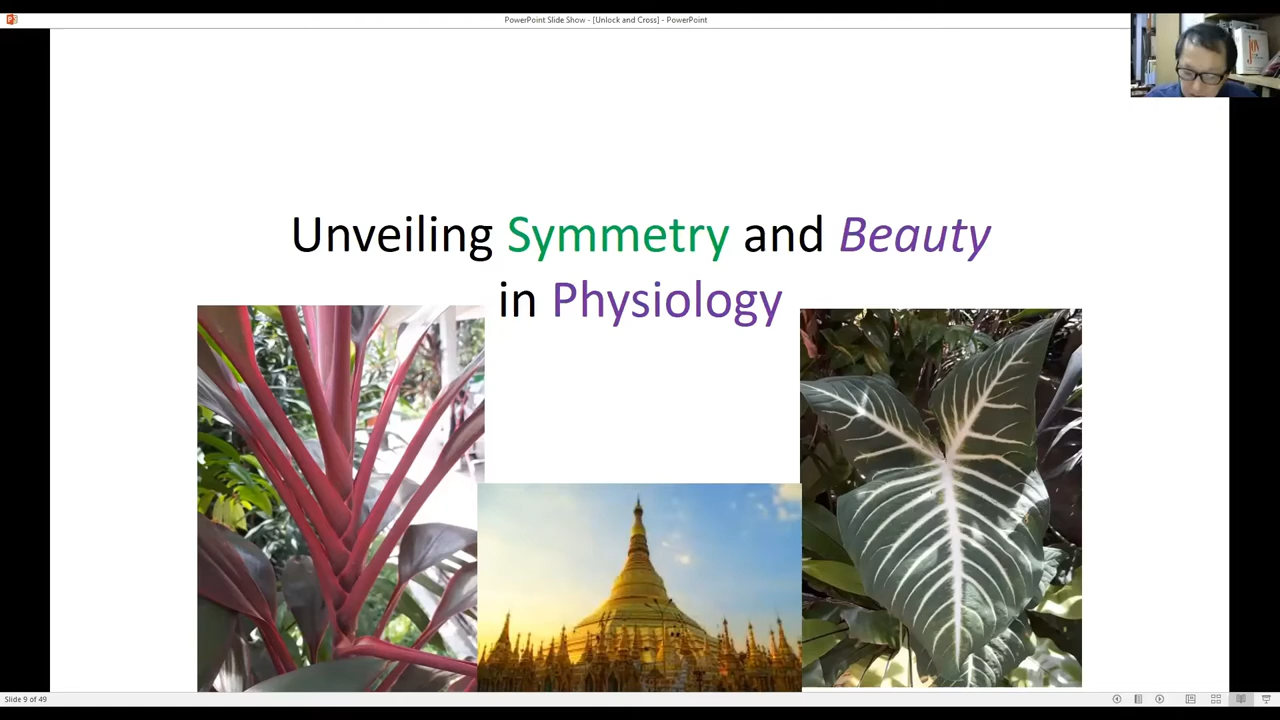 PowerPoint Slide Show - [Unlock and Cross] - PowerPoint
Unveiling Symmetry and Beauty
in Physiology
Slide 9 of 49